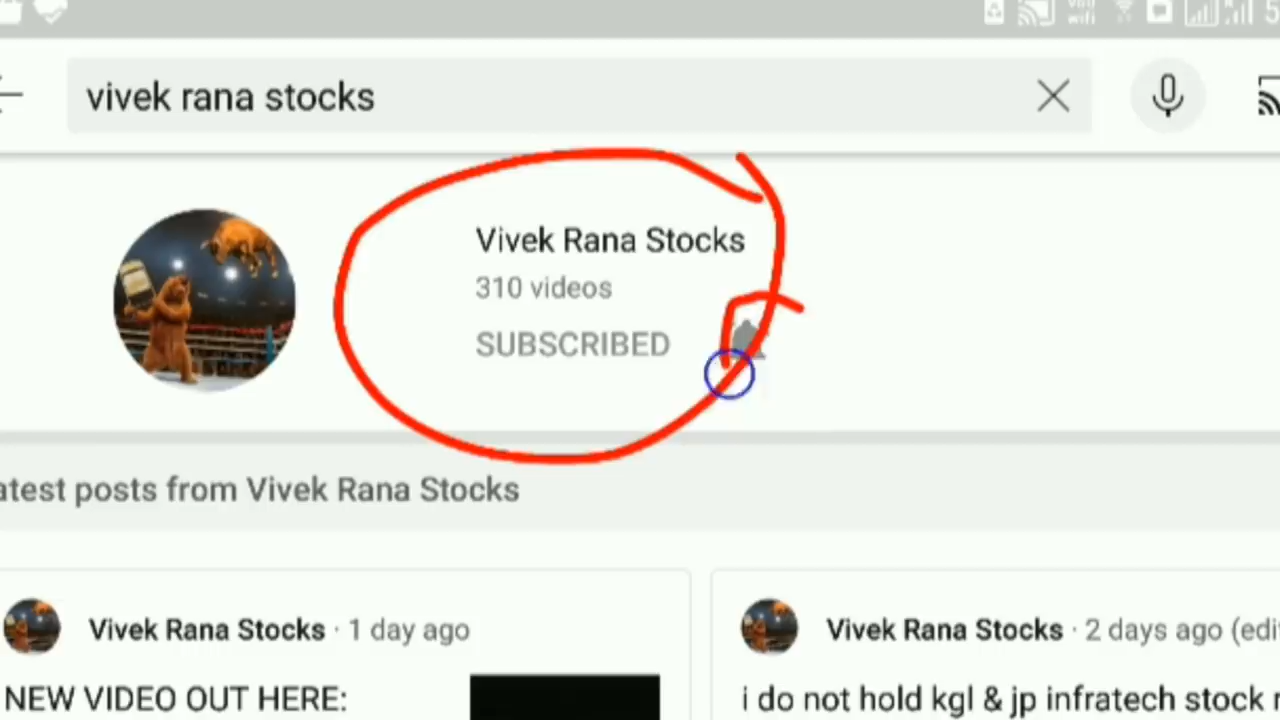 vivek rana stocks
Vivek Rana Stocks
310 videos
SUBSCRIBED
atest posts from Vivek Rana Stocks
Vivek Rana Stocks · 1 day ago
NEW VIDEO OUT HERE:
Vivek Rana Stocks · 2 days ago (edi
i do not hold kgl & jp infratech stock